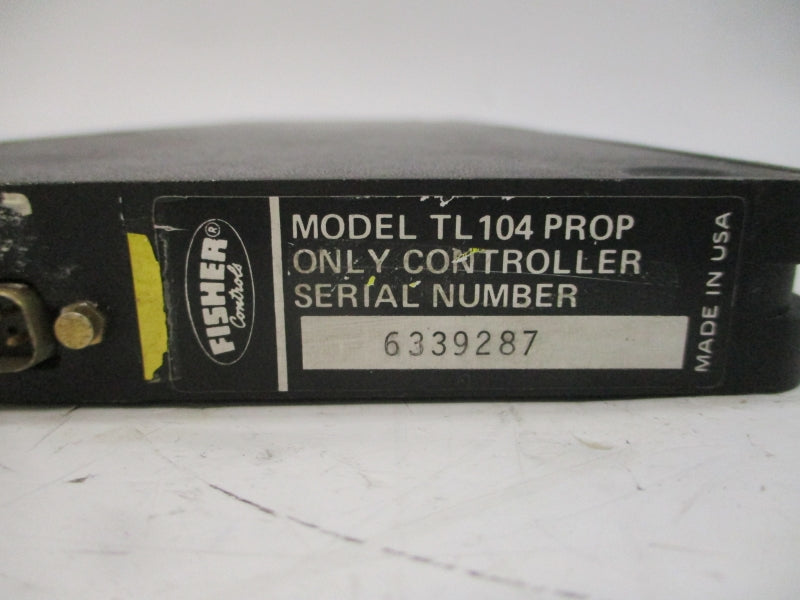 FISHER®
Controls
MODEL TL104 PROP
ONLY CONTROLLER
SERIAL NUMBER
6339287
MADE IN USA